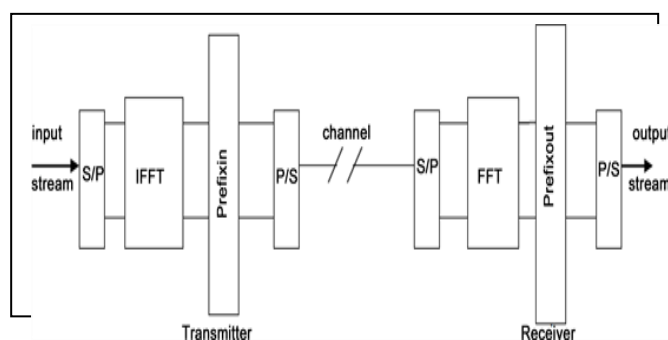 input
stream
S/P
IFFT
Prefixin
P/S
channel
S/P
FFT
Prefixout
P/S
output
stream
Transmitter
Receiver